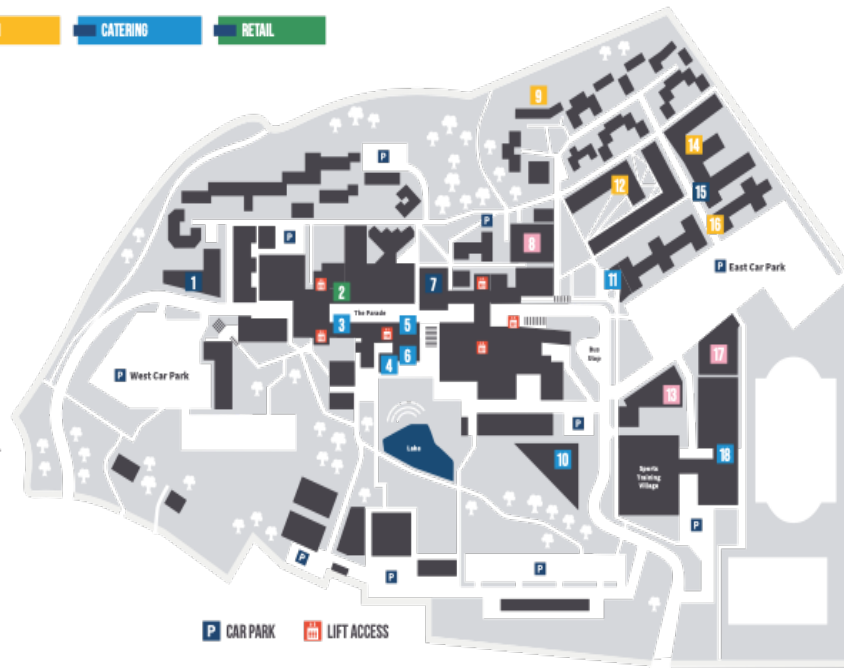 CATERING
RETAIL
9
14
P
12
15
P
16
8
P
East Car Park
P
1
2
7
11
The Parade
3
5
Bus
Stops
6
4
17
P
West Car Park
13
P
Lake
10
Sports
Training
Village
18
P
P
P
P
P
CAR PARK
LIFT ACCESS